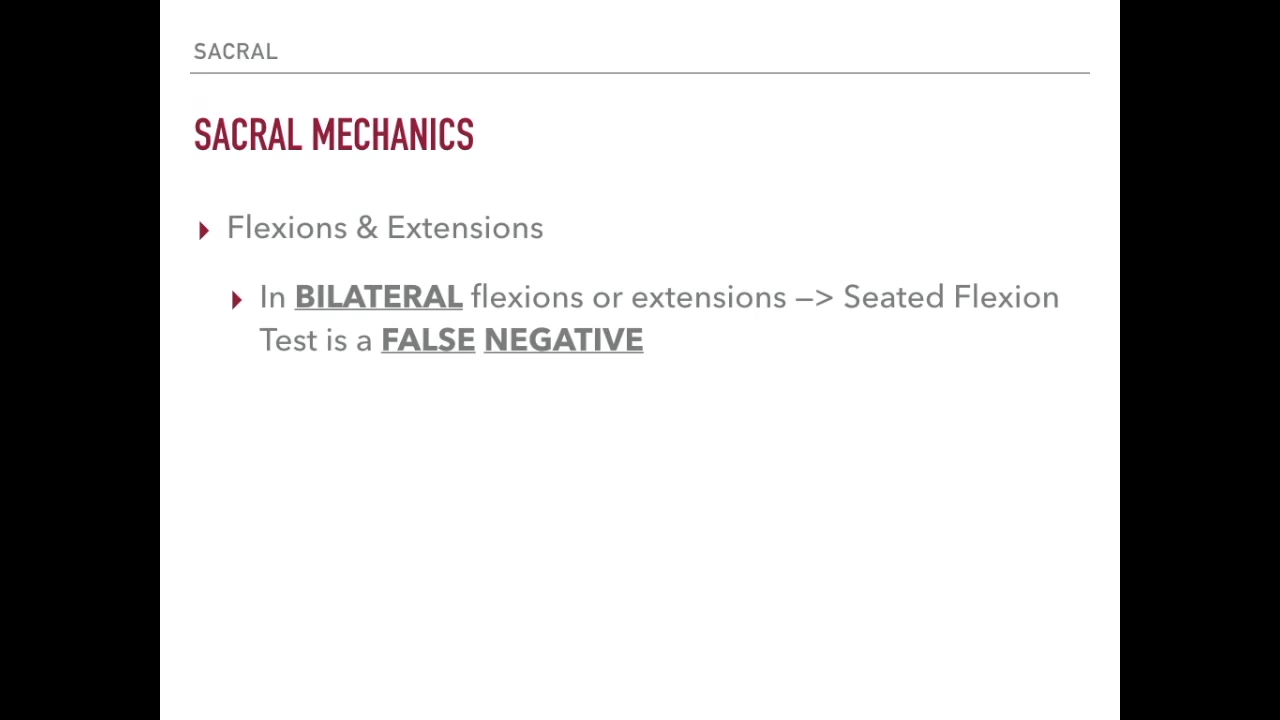 SACRAL
SACRAL MECHANICS
Flexions & Extensions
In BILATERAL flexions or extensions —> Seated Flexion
Test is a FALSE NEGATIVE